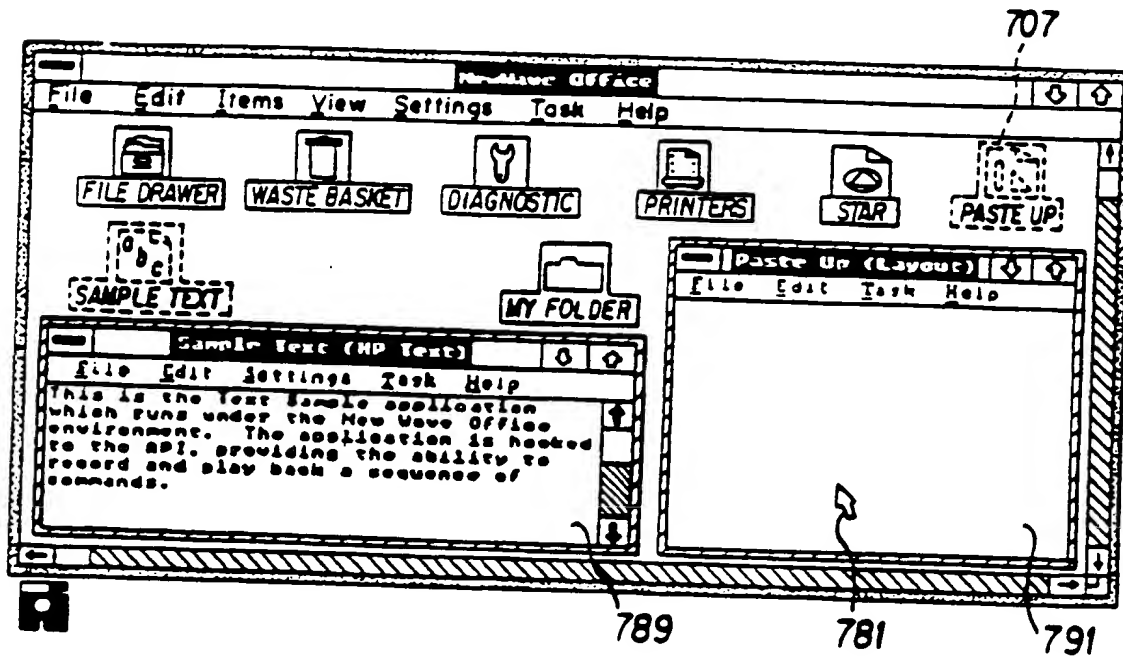 707
NewWave Office
File Edit Items View Settings Task Help
FILE DRAWER WASTE BASKET DIAGNOSTIC PRINTERS STAR PASTE UP
SAMPLE TEXT MY FOLDER
Paste Up (Layout)
File Edit Task Help
Sample Text (HP Text)
File Edit Settings Task Help
This is the Text Sample application
which runs under the New Wave Office
environment. The application is hooked
to the API, providing the ability to
record and play back a sequence of
commands.
789 781 791